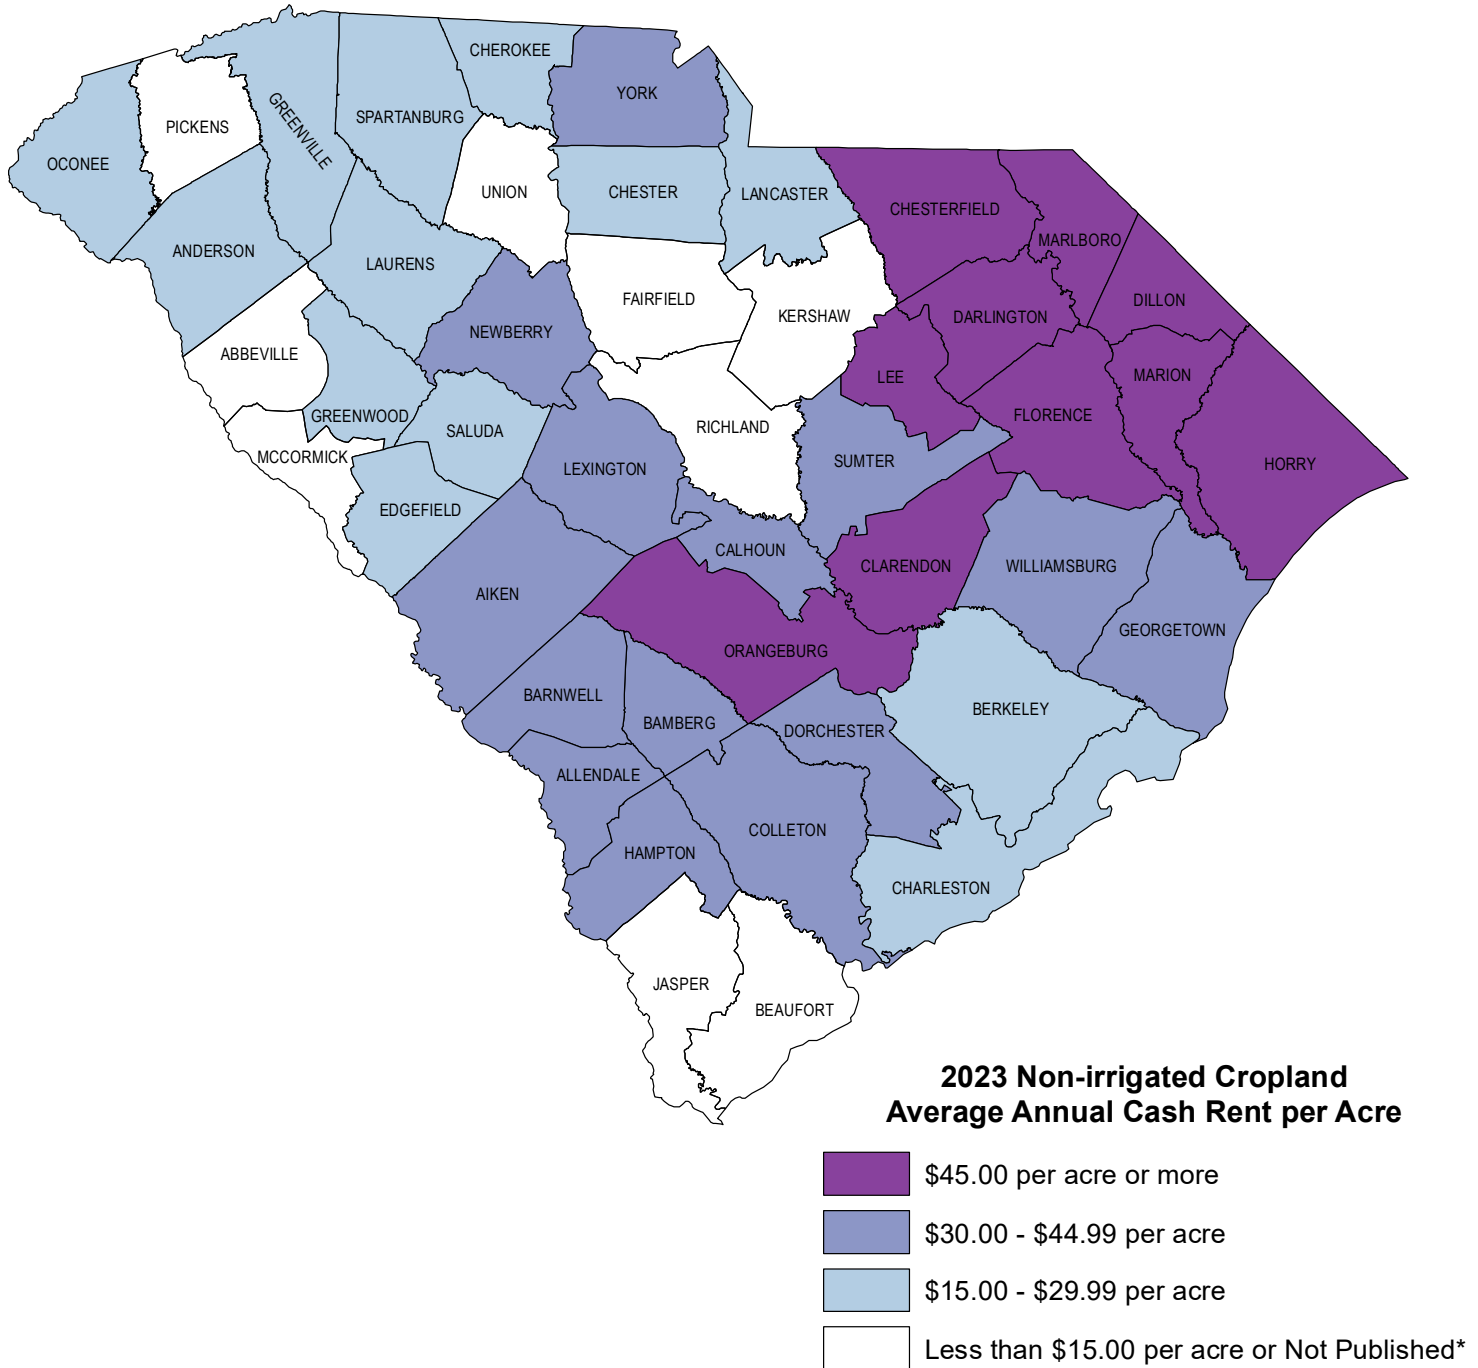 CHEROKEE
YORK
PICKENS
GREENVILLE
SPARTANBURG
OCONEE
UNION
CHESTER
LANCASTER
CHESTERFIELD
MARLBORO
ANDERSON
LAURENS
FAIRFIELD
KERSHAW
DARLINGTON
DILLON
NEWBERRY
ABBEVILLE
LEE
MARION
GREENWOOD
SALUDA
RICHLAND
FLORENCE
MCCORMICK
LEXINGTON
SUMTER
HORRY
EDGEFIELD
CALHOUN
CLARENDON
WILLIAMSBURG
AIKEN
GEORGETOWN
ORANGEBURG
BARNWELL
BAMBERG
DORCHESTER
BERKELEY
ALLENDALE
COLLETON
HAMPTON
CHARLESTON
JASPER
BEAUFORT
2023 Non-irrigated Cropland
Average Annual Cash Rent per Acre
$45.00 per acre or more
$30.00 - $44.99 per acre
$15.00 - $29.99 per acre
Less than $15.00 per acre or Not Published*